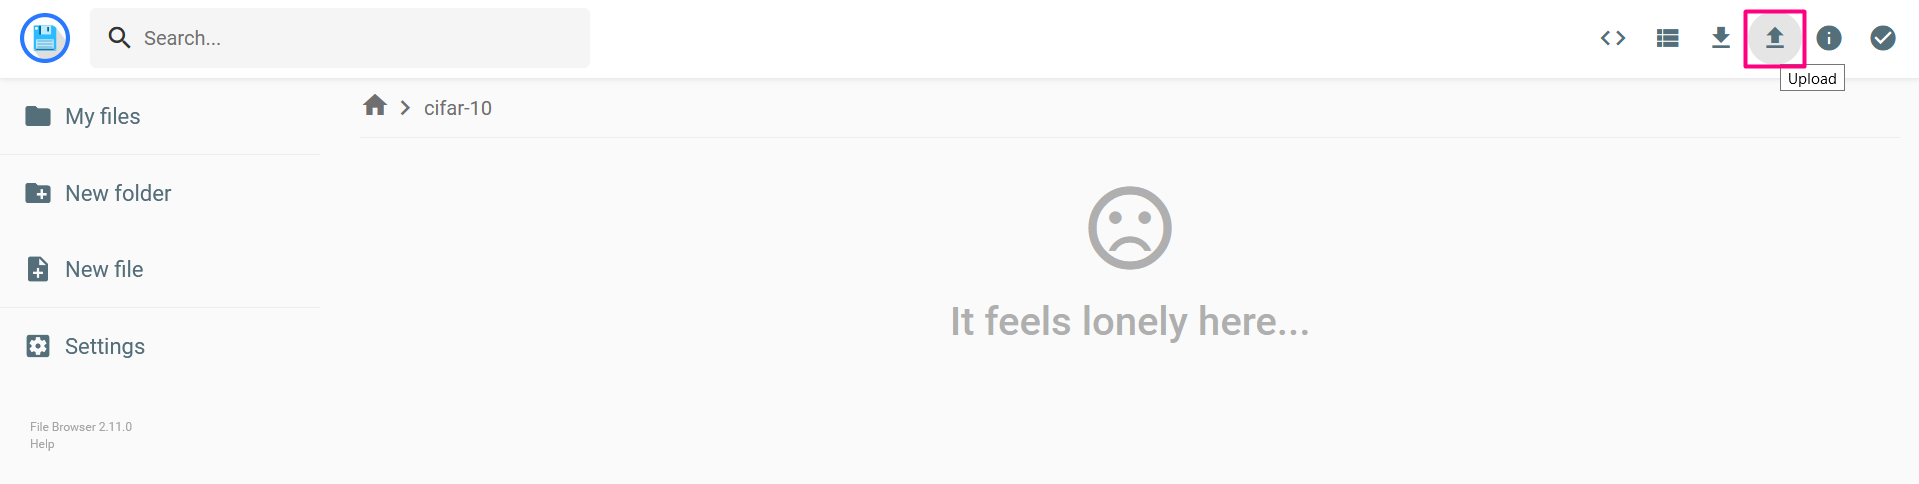 Search...
Upload
My files
cifar-10
New folder
New file
It feels lonely here...
Settings
File Browser 2.11.0
Help